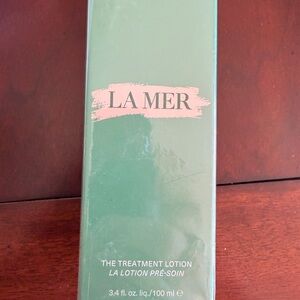 LA MER
THE TREATMENT LOTION
LA LOTION PRÉ-SOIN
3.4 fl. oz. liq./100 ml ℮